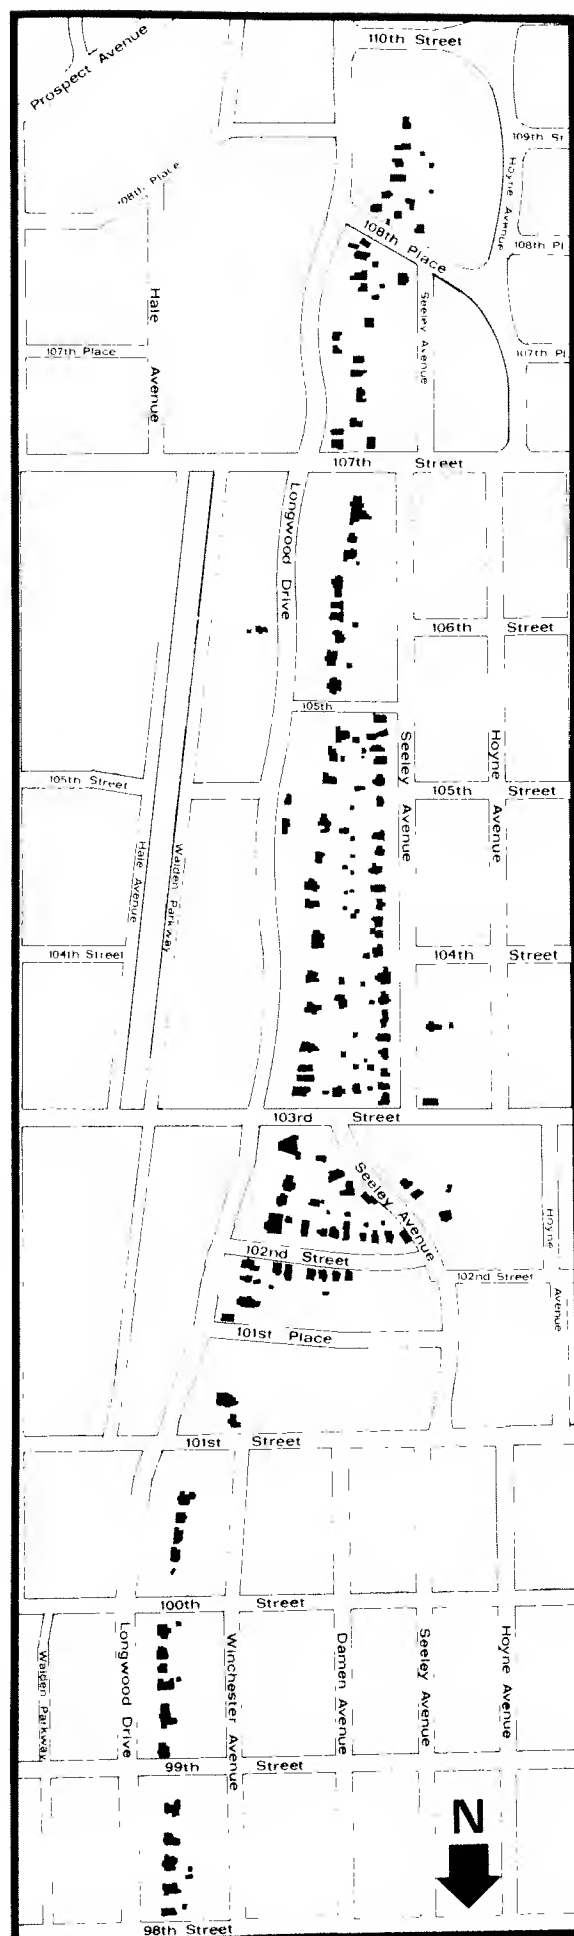 110th Street
Prospect Avenue
109th St
Hoyne Avenue
108th Place
108th Place
108th Pl
Seeley Avenue
Hale Avenue
107th Place
107th Pl
107th Street
Longwood Drive
106th Street
105th
Seeley Avenue
Hoyne Avenue
105th Street
105th Street
Hale Avenue
Walden Parkway
104th Street
104th Street
103rd Street
Seeley Avenue
Hoyne Avenue
102nd Street
102nd Street
101st Place
101st Street
100th Street
Walden Parkway
Longwood Drive
Winchester Avenue
Damen Avenue
Seeley Avenue
Hoyne Avenue
99th Street
N
98th Street